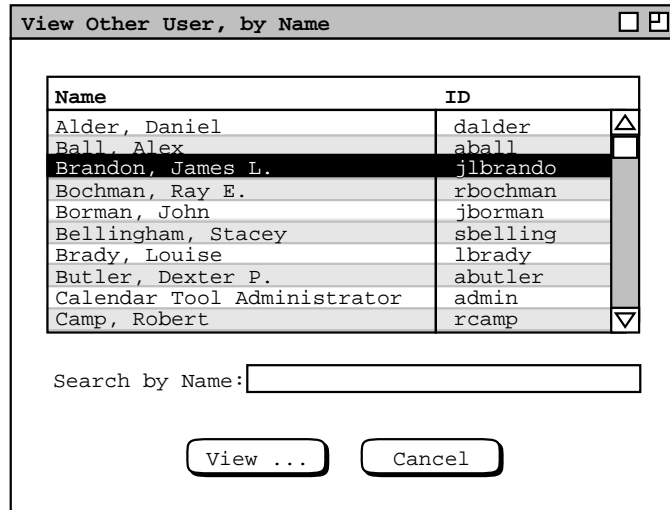 View Other User, by Name
Name ID
Alder, Daniel dalder
Ball, Alex aball
Brandon, James L. jlbrando
Bochman, Ray E. rbochman
Borman, John jborman
Bellingham, Stacey sbelling
Brady, Louise lbrady
Butler, Dexter P. abutler
Calendar Tool Administrator admin
Camp, Robert rcamp
Search by Name:
View ... Cancel